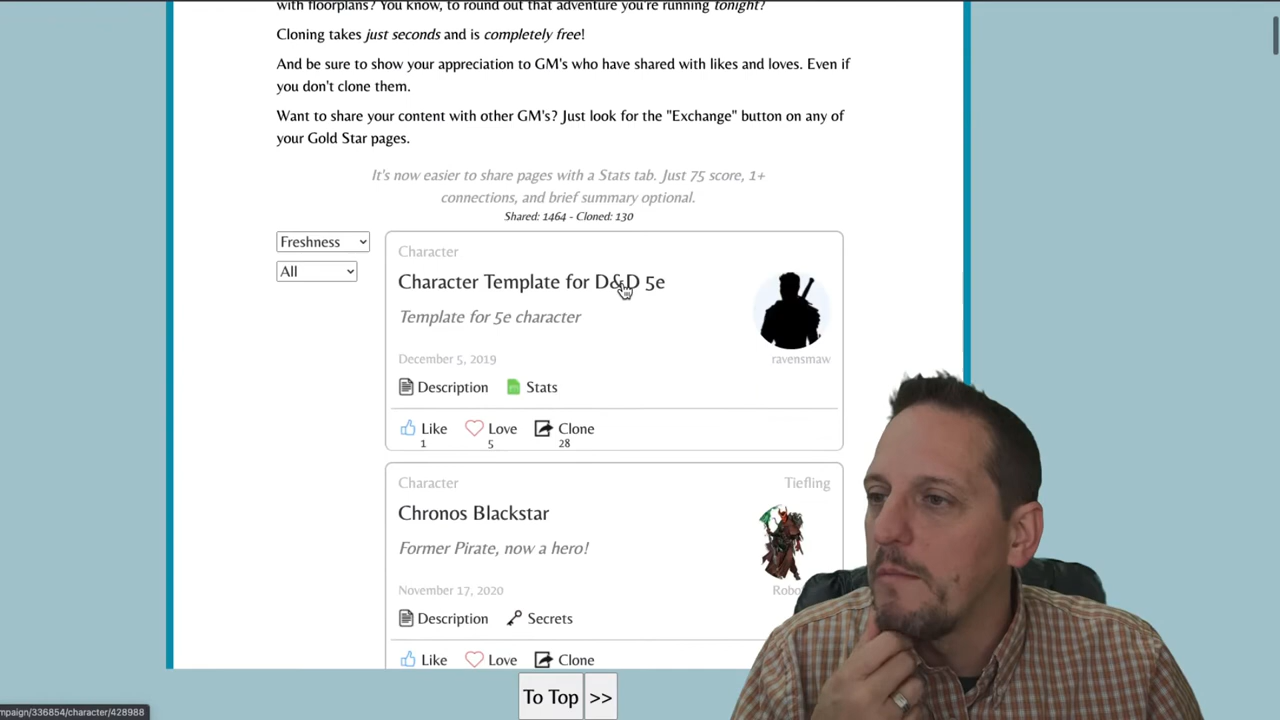 with floorplans? You know, to round out that adventure you're running tonight?
Cloning takes just seconds and is completely free!
And be sure to show your appreciation to GM's who have shared with likes and loves. Even if
you don't clone them.
Want to share your content with other GM's? Just look for the "Exchange" button on any of
your Gold Star pages.
It's now easier to share pages with a Stats tab. Just 75 score, 1+
connections, and brief summary optional.
Shared: 1464 - Cloned: 130
Freshness
All
Character
Character Template for D&D 5e
Template for 5e character
December 5, 2019
ravensmaw
Description Stats
Like Love Clone
1 5 28
Character Tiefling
Chronos Blackstar
Former Pirate, now a hero!
November 17, 2020
Description Secrets
Like Love Clone
To Top >>
mpaign/336854/character/428988